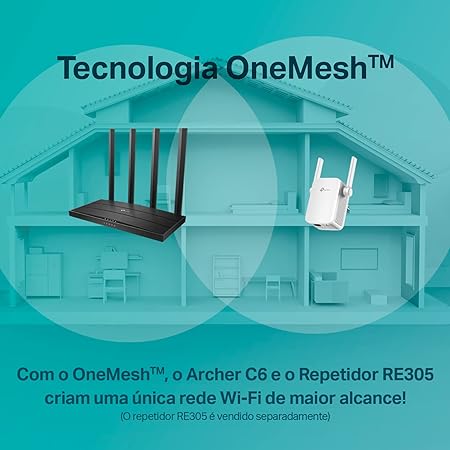 Tecnologia OneMesh™
Com o OneMesh™, o Archer C6 e o Repetidor RE305
criam uma única rede Wi-Fi de maior alcance!
(O repetidor RE305 é vendido separadamente)